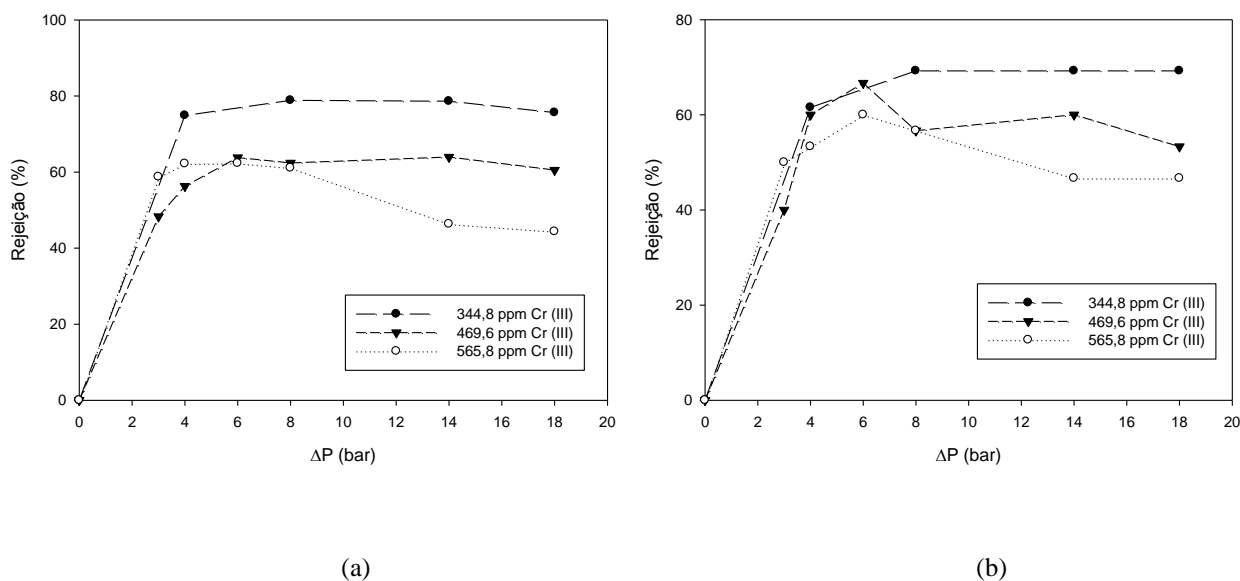 100
80
60
40
20
0
Rejeição (%)
0 2 4 6 8 10 12 14 16 18 20
ΔP (bar)
344,8 ppm Cr (III)
469,6 ppm Cr (III)
565,8 ppm Cr (III)
(a)
80
60
40
20
0
Rejeição (%)
0 2 4 6 8 10 12 14 16 18 20
ΔP (bar)
344,8 ppm Cr (III)
469,6 ppm Cr (III)
565,8 ppm Cr (III)
(b)